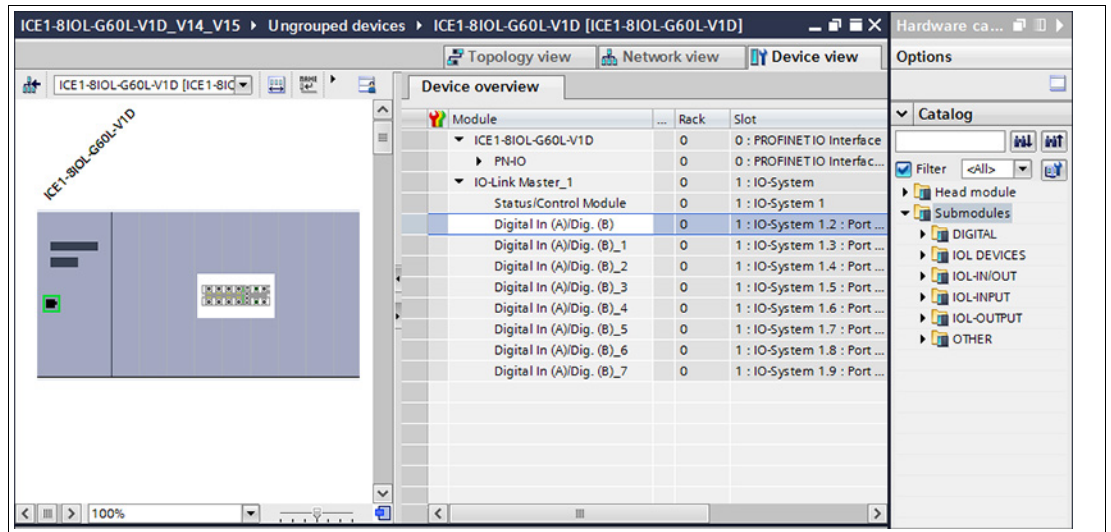 ICE1-8IOL-G60L-V1D_V14_V15 ▸ Ungrouped devices ▸ ICE1-8IOL-G60L-V1D [ICE1-8IOL-G60L-V1D]
Hardware ca...
Topology view
Network view
Device view
Options
ICE1-8IOL-G60L-V1D [ICE1-8IC
Device overview
ICE1-8IOL-G60L-V1D
Module ... Rack Slot
ICE1-8IOL-G60L-V1D 0 0 : PROFINET IO Interface
PN-IO 0 0 : PROFINET IO Interfac...
IO-Link Master_1 0 1 : IO-System
Status/Control Module 0 1 : IO-System 1
Digital In (A)/Dig. (B) 0 1 : IO-System 1.2 : Port ...
Digital In (A)/Dig. (B)_1 0 1 : IO-System 1.3 : Port ...
Digital In (A)/Dig. (B)_2 0 1 : IO-System 1.4 : Port ...
Digital In (A)/Dig. (B)_3 0 1 : IO-System 1.5 : Port ...
Digital In (A)/Dig. (B)_4 0 1 : IO-System 1.6 : Port ...
Digital In (A)/Dig. (B)_5 0 1 : IO-System 1.7 : Port ...
Digital In (A)/Dig. (B)_6 0 1 : IO-System 1.8 : Port ...
Digital In (A)/Dig. (B)_7 0 1 : IO-System 1.9 : Port ...
Catalog
Filter <All>
Head module
Submodules
DIGITAL
IOL DEVICES
IOL-IN/OUT
IOL-INPUT
IOL-OUTPUT
OTHER
100%